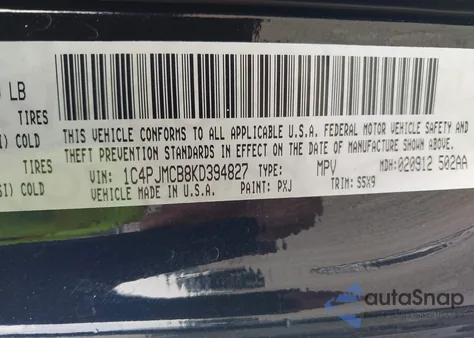 LB
TIRES
COLD
TIRES
COLD
THIS VEHICLE CONFORMS TO ALL APPLICABLE U.S.A. FEDERAL MOTOR VEHICLE SAFETY AND
THEFT PREVENTION STANDARDS IN EFFECT ON THE DATE OF MANUFACTURE SHOWN ABOVE.
VIN: 1C4PJMCB8KD394827 TYPE: MPV MDH: 020912 502AA
VEHICLE MADE IN U.S.A. PAINT: PXJ TRIM: S5X9
autoSnap